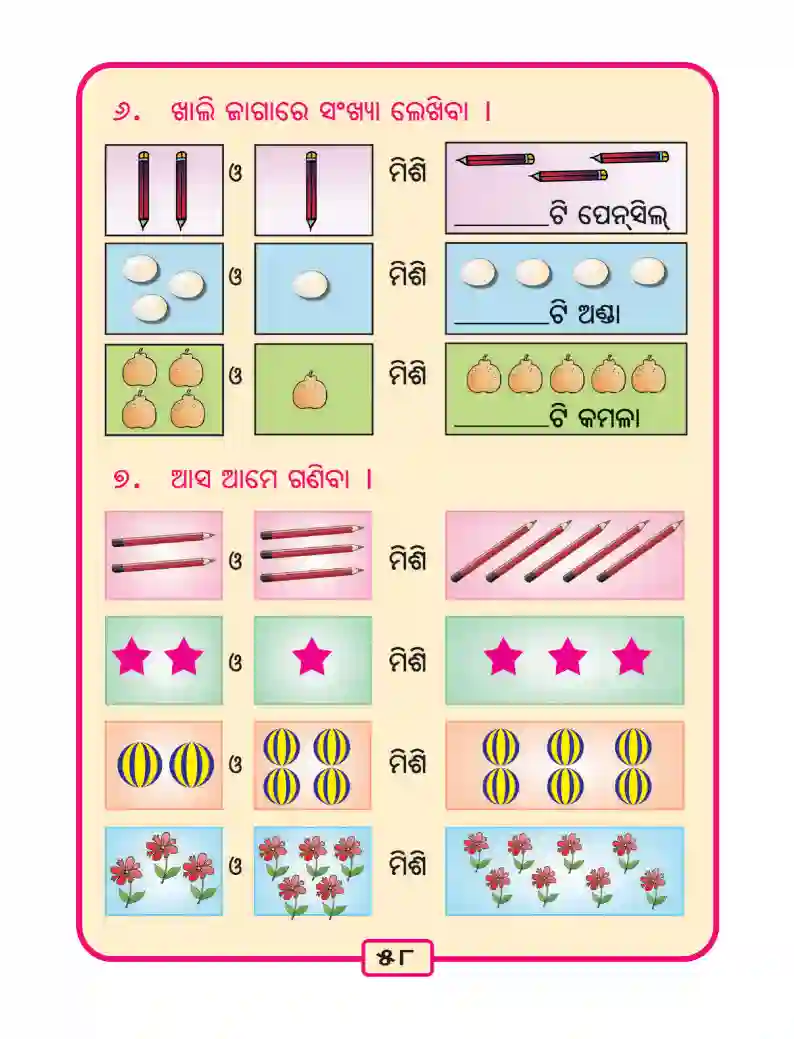 ୬. ଖାଲି ଜାଗାରେ ସଂଖ୍ୟା ଲେଖିବା ।
ଓ ମିଶି ________ଟି ପେନ୍‌ସିଲ୍
ଓ ମିଶି ________ଟି ଅଣ୍ଡା
ଓ ମିଶି ________ଟି କମଳା
୭. ଆସ ଆମେ ଗଣିବା ।
ଓ ମିଶି
ଓ ମିଶି
ଓ ମିଶି
ଓ ମିଶି
୫୮